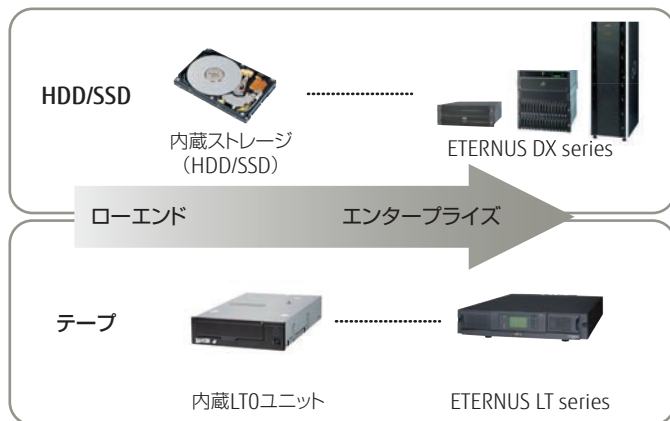 HDD/SSD
内蔵ストレージ
（HDD/SSD）
ETERNUS DX series
ローエンド
エンタープライズ
テープ
内蔵LTOユニット
ETERNUS LT series